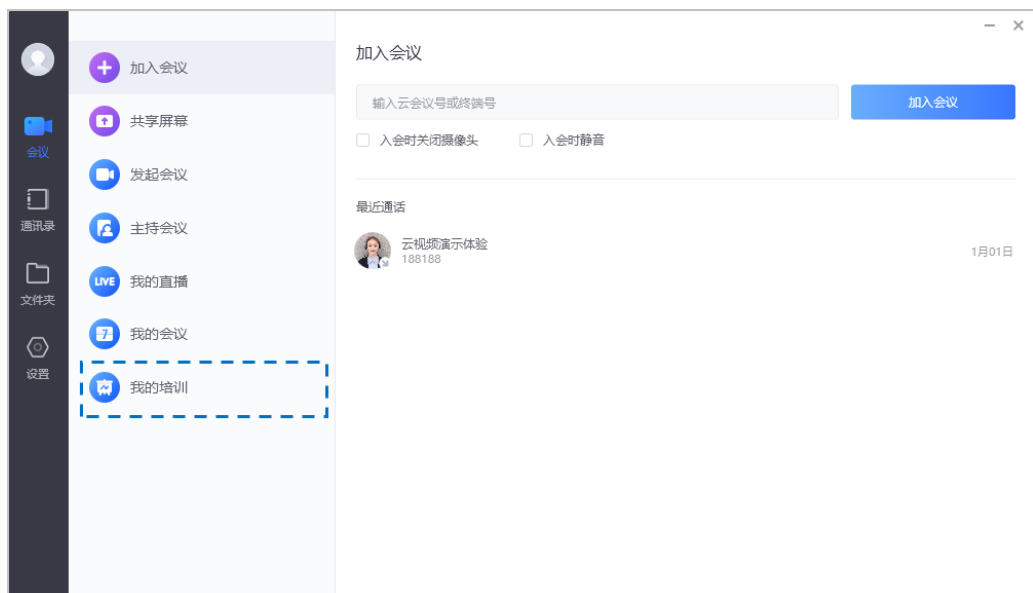 会议
通讯录
文件夹
设置
加入会议
共享屏幕
发起会议
主持会议
LIVE
我的直播
7
我的会议
我的培训
加入会议
输入云会议号或终端号
加入会议
入会时关闭摄像头
入会时静音
最近通话
云视频演示体验
188188
1月01日